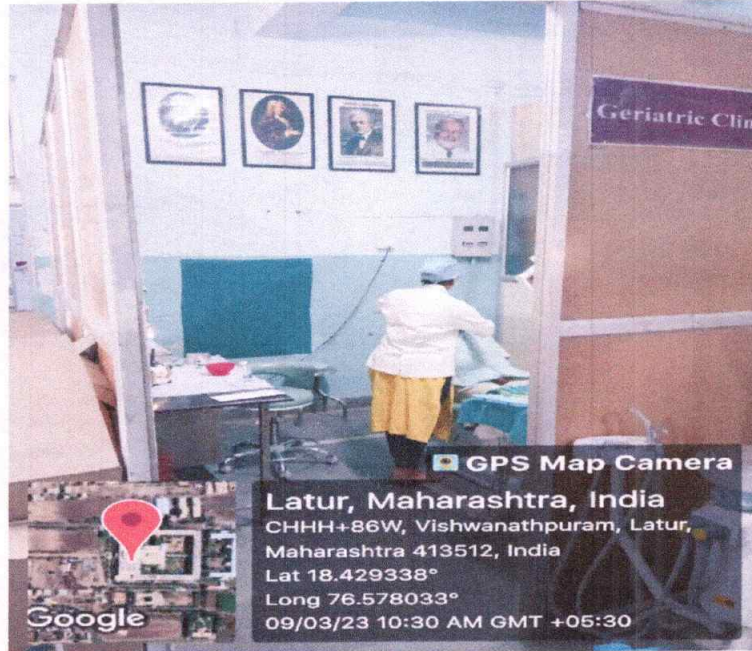 Geriatric Clin
GPS Map Camera
Latur, Maharashtra, India
CHHH+86W, Vishwanathpuram, Latur,
Maharashtra 413512, India
Lat 18.429338°
Long 76.578033°
09/03/23 10:30 AM GMT +05:30
Google